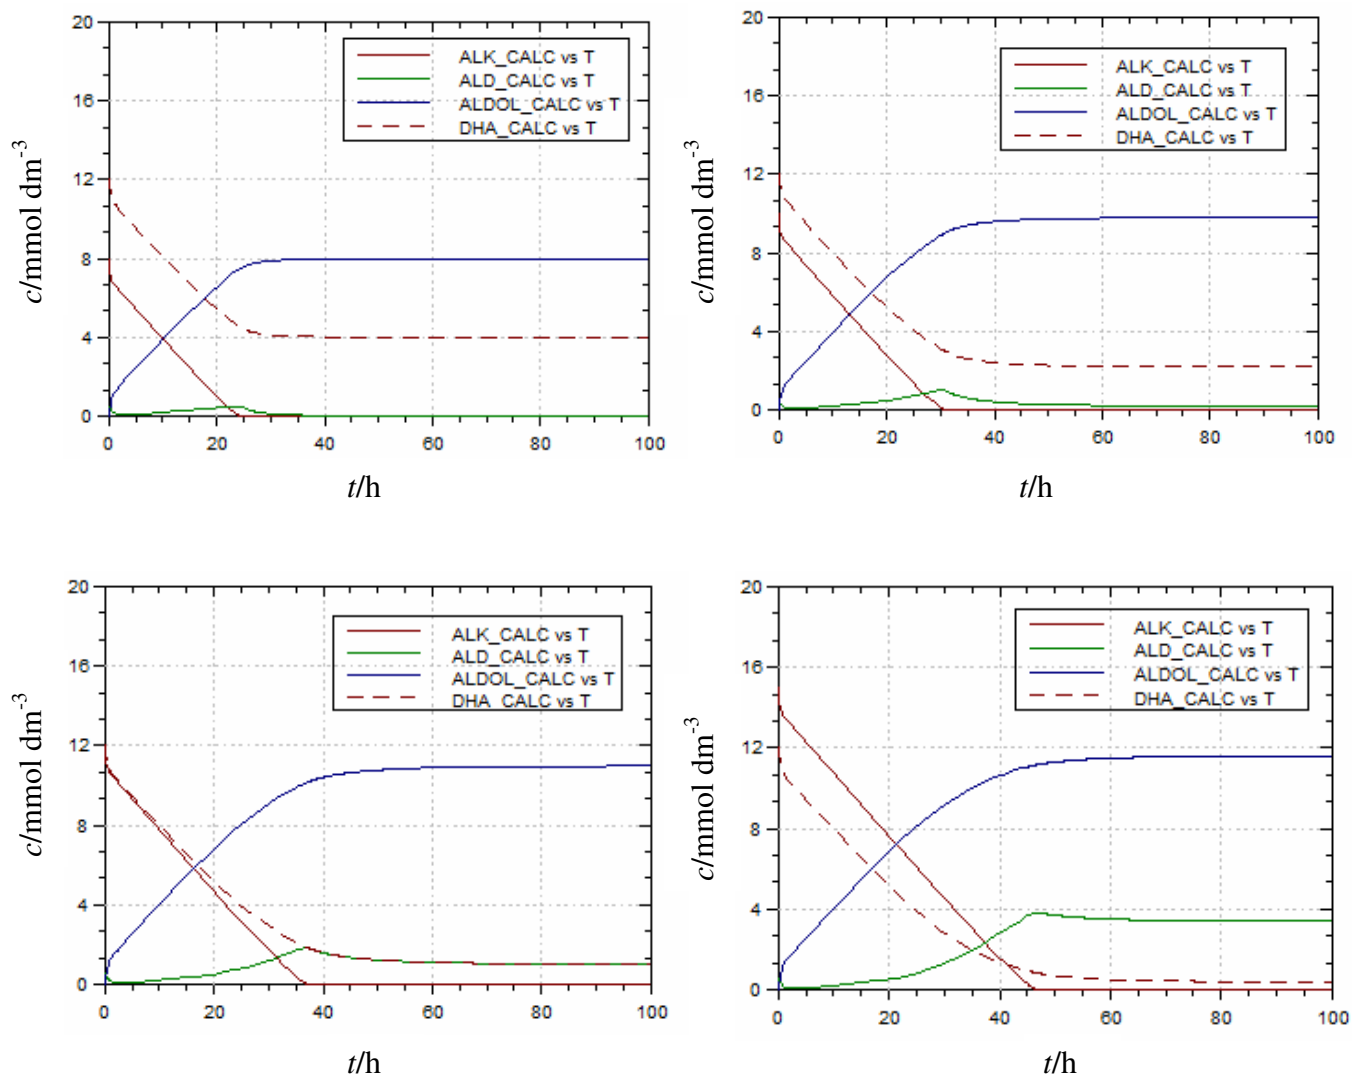 20
16
12
8
4
0
c/mmol dm-3
ALK_CALC vs T
ALD_CALC vs T
ALDOL_CALC vs T
DHA_CALC vs T
0 20 40 60 80 100
t/h
20
16
12
8
4
0
c/mmol dm-3
ALK_CALC vs T
ALD_CALC vs T
ALDOL_CALC vs T
DHA_CALC vs T
0 20 40 60 80 100
t/h
20
16
12
8
4
0
c/mmol dm-3
ALK_CALC vs T
ALD_CALC vs T
ALDOL_CALC vs T
DHA_CALC vs T
0 20 40 60 80 100
t/h
20
16
12
8
4
0
c/mmol dm-3
ALK_CALC vs T
ALD_CALC vs T
ALDOL_CALC vs T
DHA_CALC vs T
0 20 40 60 80 100
t/h